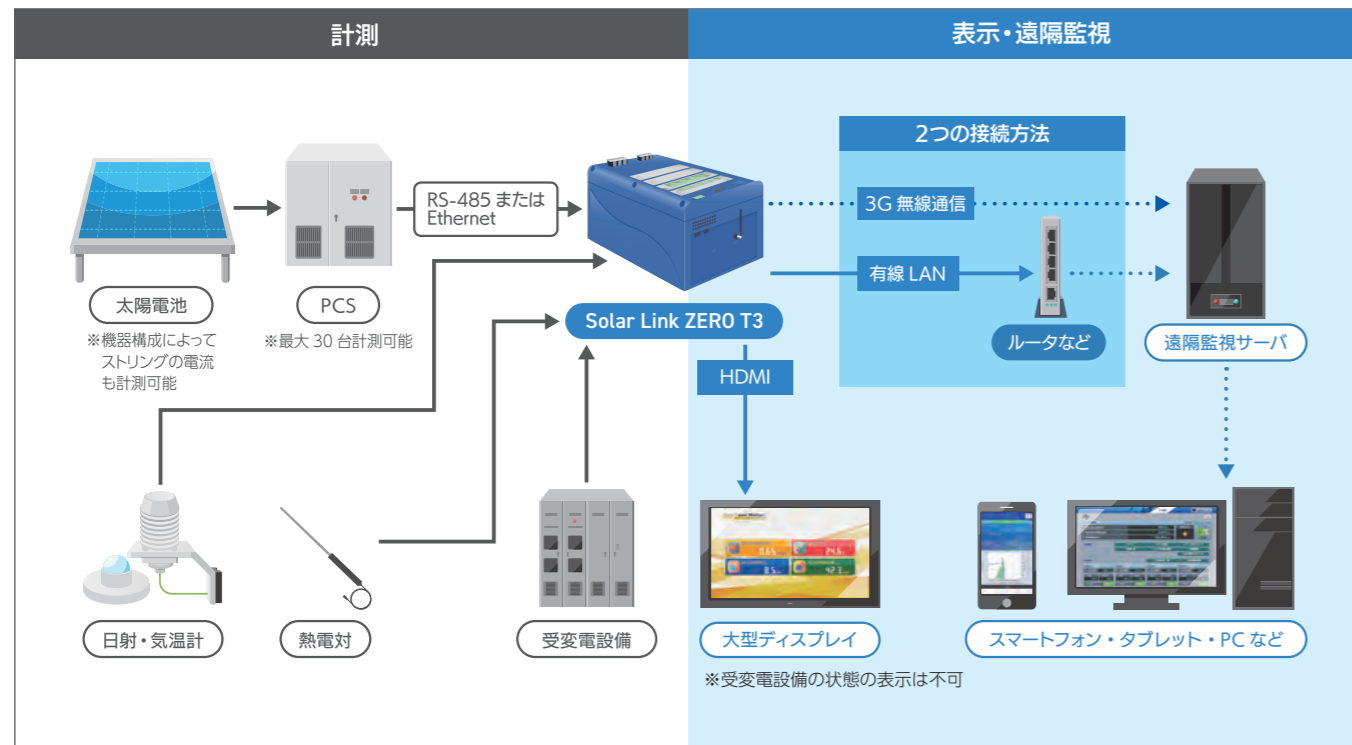 計測
表示・遠隔監視
2つの接続方法
RS-485 または
Ethernet
3G 無線通信
有線 LAN
太陽電池
PCS
Solar Link ZERO T3
ルータなど
遠隔監視サーバ
※機器構成によって
ストリングの電流
も計測可能
※最大 30 台計測可能
HDMI
日射・気温計
熱電対
受変電設備
大型ディスプレイ
スマートフォン・タブレット・PC など
※受変電設備の状態の表示は不可